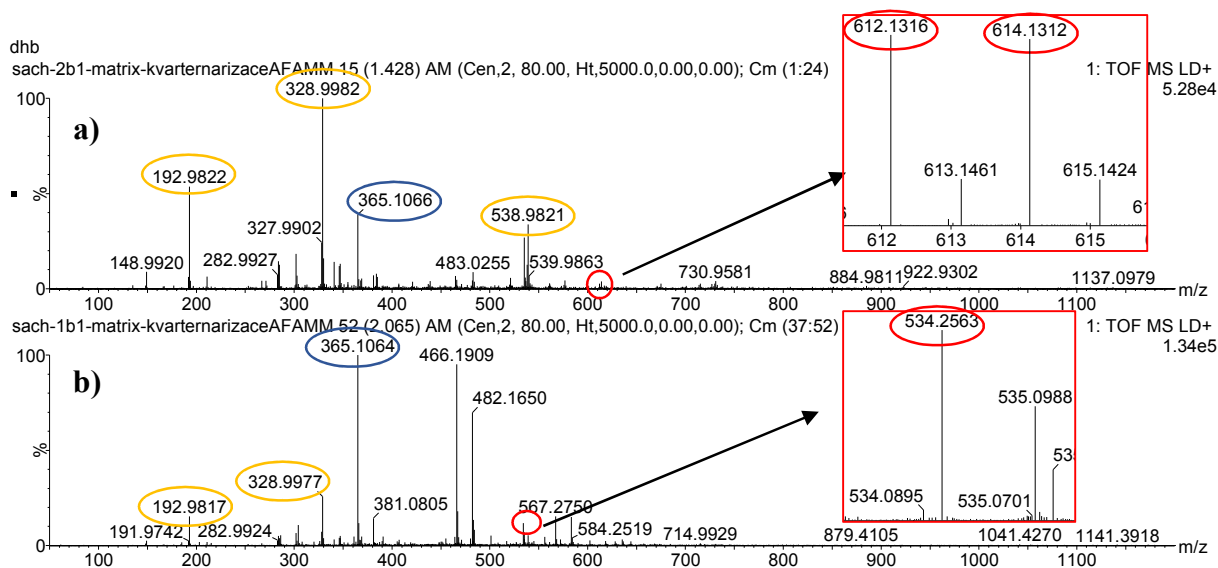 dhb
sach-2b1-matrix-kvarternarizaceAFAMM 15 (1.428) AM (Cen,2, 80.00, Ht,5000.0,0.00,0.00); Cm (1:24)
1: TOF MS LD+
5.28e4
a)
100
%
0
328.9982
192.9822
365.1066
538.9821
327.9902
148.9920
282.9927
483.0255
539.9863
730.9581
884.9811
922.9302
1137.0979
m/z
100 200 300 400 500 600 700 800 900 1000 1100
612.1316
614.1312
613.1461
615.1424
612 613 614 615
sach-1b1-matrix-kvarternarizaceAFAMM 52 (2.065) AM (Cen,2, 80.00, Ht,5000.0,0.00,0.00); Cm (37:52)
1: TOF MS LD+
1.34e5
b)
100
%
0
365.1064
466.1909
482.1650
328.9977
192.9817
191.9742
282.9924
381.0805
567.2750
584.2519
714.9929
879.4105
1041.4270
1141.3918
m/z
100 200 300 400 500 600 700 800 900 1000 1100
534.2563
535.0988
534.0895
535.0701